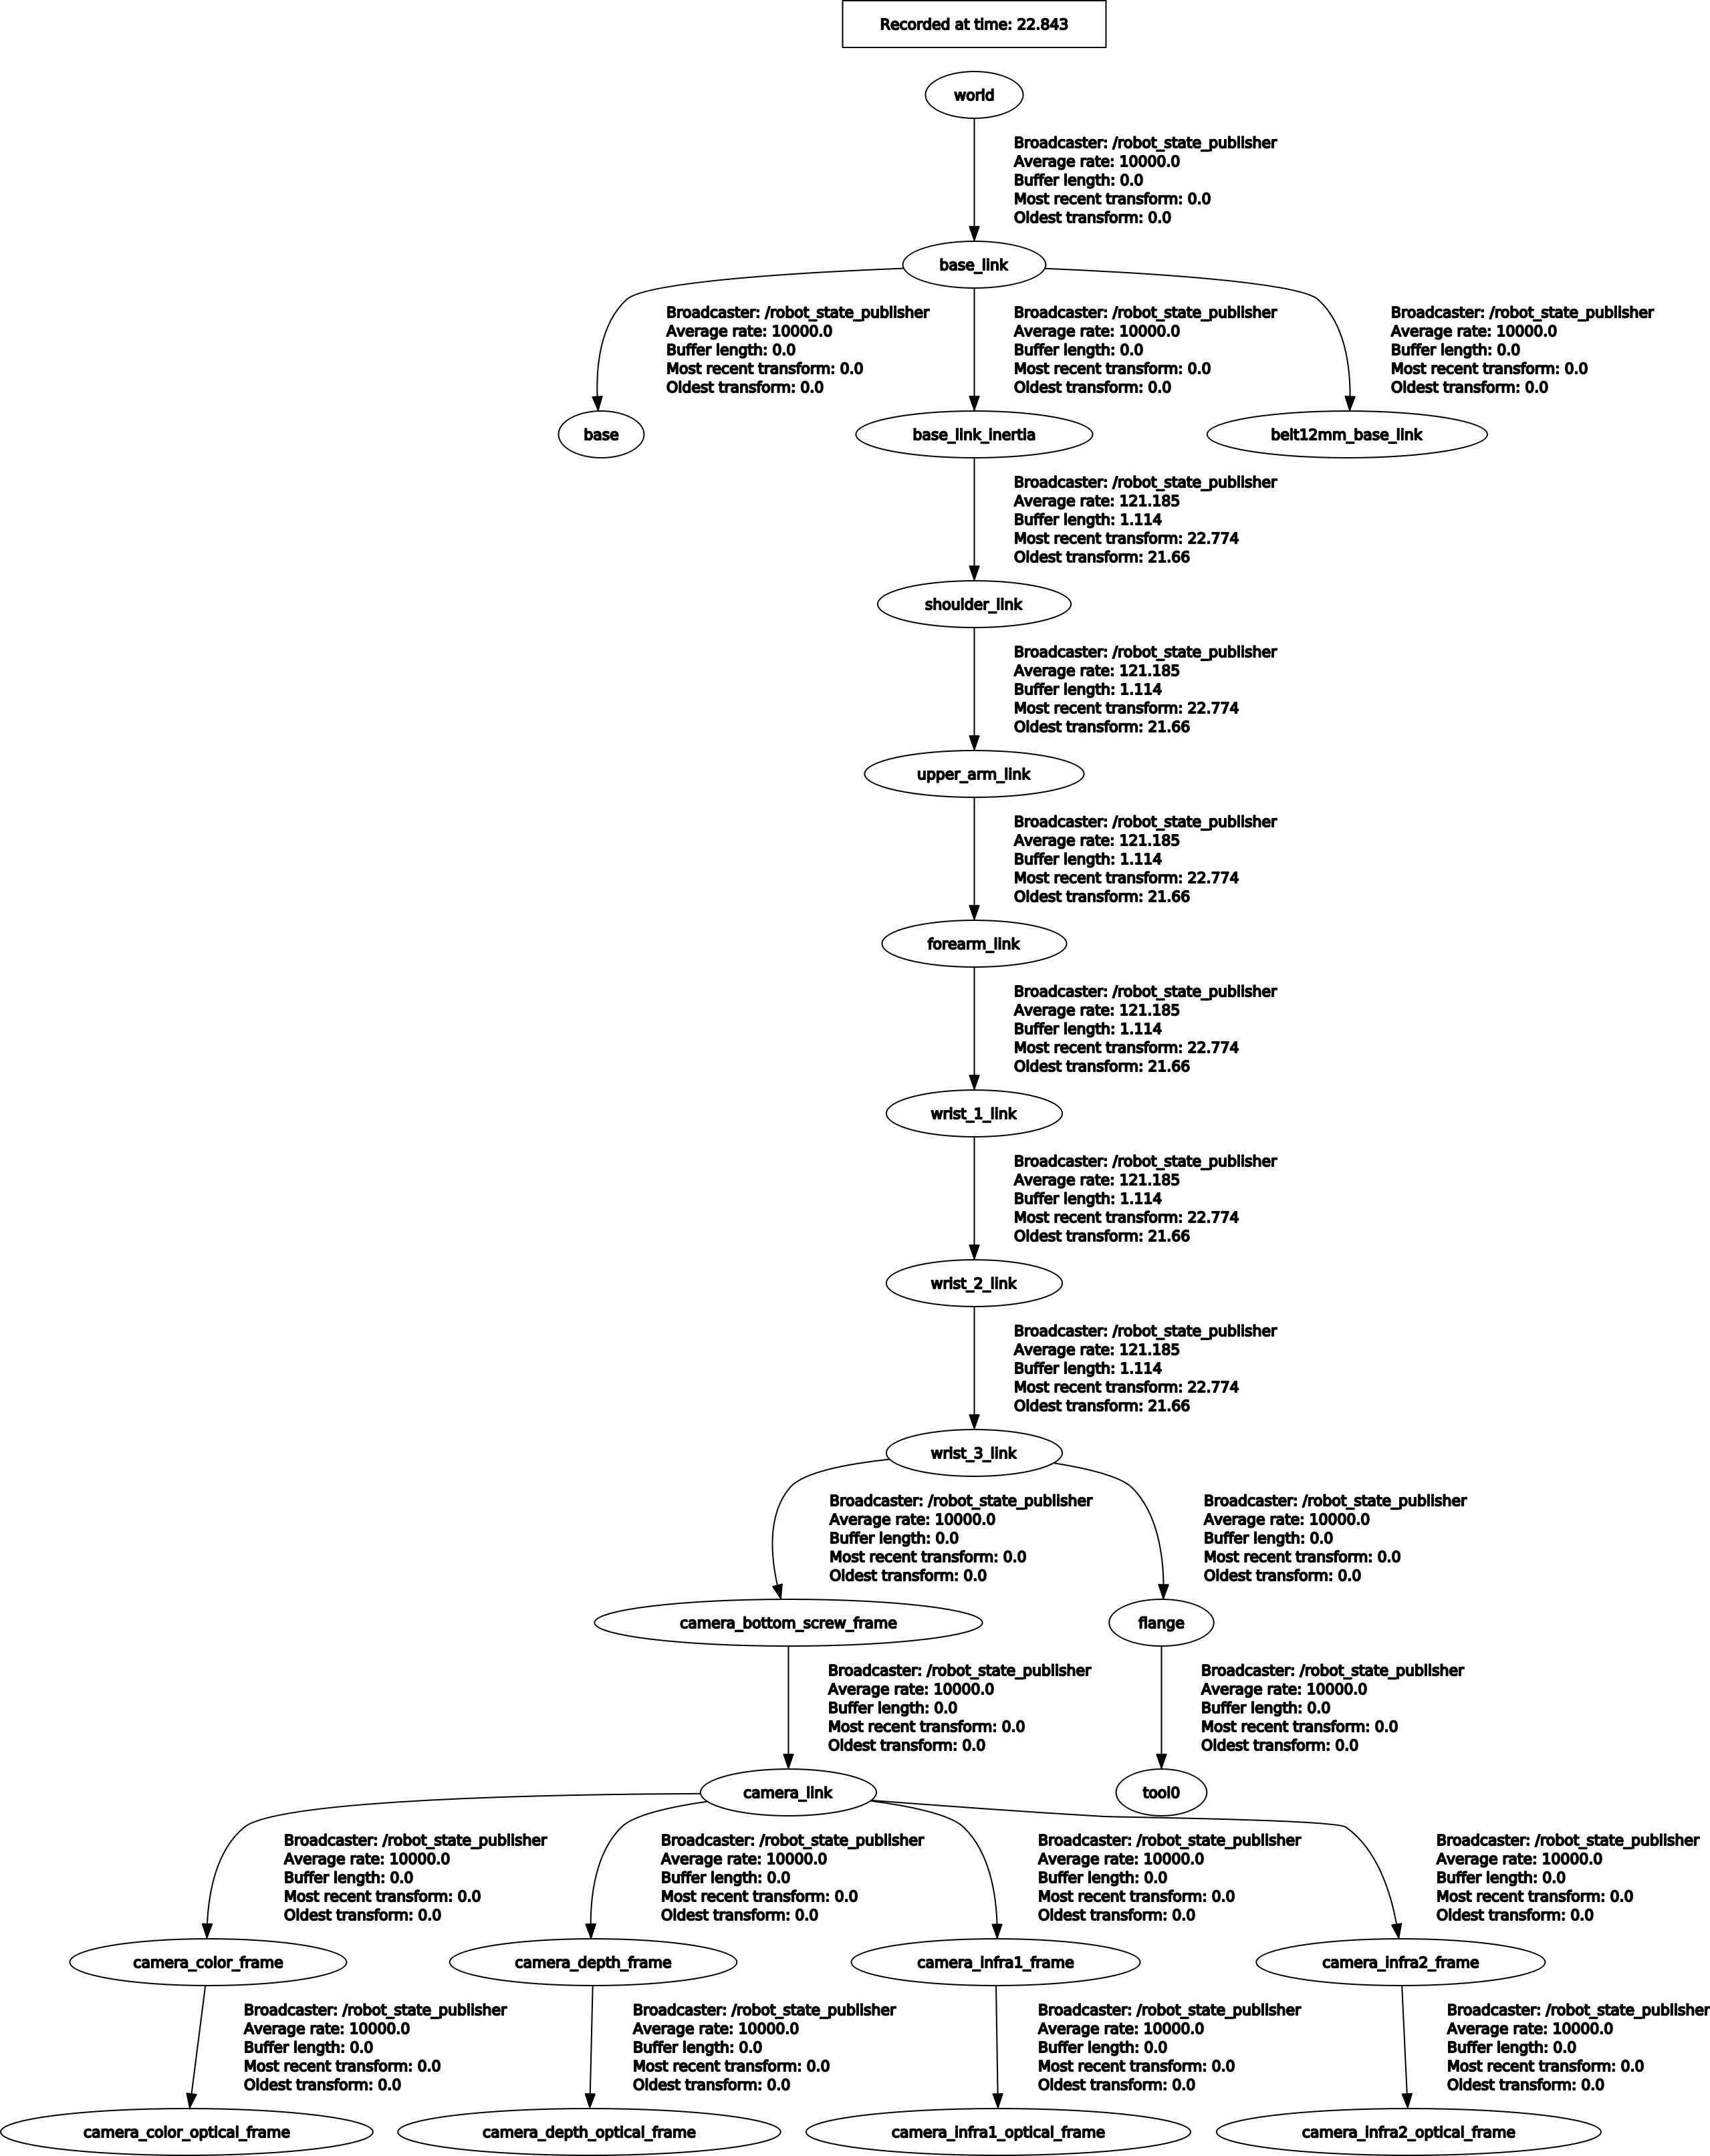 Recorded at time: 22.843
world
Broadcaster: /robot_state_publisher
Average rate: 10000.0
Buffer length: 0.0
Most recent transform: 0.0
Oldest transform: 0.0
base_link
Broadcaster: /robot_state_publisher
Average rate: 10000.0
Buffer length: 0.0
Most recent transform: 0.0
Oldest transform: 0.0
Broadcaster: /robot_state_publisher
Average rate: 10000.0
Buffer length: 0.0
Most recent transform: 0.0
Oldest transform: 0.0
Broadcaster: /robot_state_publisher
Average rate: 10000.0
Buffer length: 0.0
Most recent transform: 0.0
Oldest transform: 0.0
base
base_link_inertia
belt12mm_base_link
Broadcaster: /robot_state_publisher
Average rate: 121.185
Buffer length: 1.114
Most recent transform: 22.774
Oldest transform: 21.66
shoulder_link
Broadcaster: /robot_state_publisher
Average rate: 121.185
Buffer length: 1.114
Most recent transform: 22.774
Oldest transform: 21.66
upper_arm_link
Broadcaster: /robot_state_publisher
Average rate: 121.185
Buffer length: 1.114
Most recent transform: 22.774
Oldest transform: 21.66
forearm_link
Broadcaster: /robot_state_publisher
Average rate: 121.185
Buffer length: 1.114
Most recent transform: 22.774
Oldest transform: 21.66
wrist_1_link
Broadcaster: /robot_state_publisher
Average rate: 121.185
Buffer length: 1.114
Most recent transform: 22.774
Oldest transform: 21.66
wrist_2_link
Broadcaster: /robot_state_publisher
Average rate: 121.185
Buffer length: 1.114
Most recent transform: 22.774
Oldest transform: 21.66
wrist_3_link
Broadcaster: /robot_state_publisher
Average rate: 10000.0
Buffer length: 0.0
Most recent transform: 0.0
Oldest transform: 0.0
Broadcaster: /robot_state_publisher
Average rate: 10000.0
Buffer length: 0.0
Most recent transform: 0.0
Oldest transform: 0.0
camera_bottom_screw_frame
flange
Broadcaster: /robot_state_publisher
Average rate: 10000.0
Buffer length: 0.0
Most recent transform: 0.0
Oldest transform: 0.0
Broadcaster: /robot_state_publisher
Average rate: 10000.0
Buffer length: 0.0
Most recent transform: 0.0
Oldest transform: 0.0
camera_link
tool0
Broadcaster: /robot_state_publisher
Average rate: 10000.0
Buffer length: 0.0
Most recent transform: 0.0
Oldest transform: 0.0
Broadcaster: /robot_state_publisher
Average rate: 10000.0
Buffer length: 0.0
Most recent transform: 0.0
Oldest transform: 0.0
Broadcaster: /robot_state_publisher
Average rate: 10000.0
Buffer length: 0.0
Most recent transform: 0.0
Oldest transform: 0.0
Broadcaster: /robot_state_publisher
Average rate: 10000.0
Buffer length: 0.0
Most recent transform: 0.0
Oldest transform: 0.0
camera_color_frame
camera_depth_frame
camera_infra1_frame
camera_infra2_frame
Broadcaster: /robot_state_publisher
Average rate: 10000.0
Buffer length: 0.0
Most recent transform: 0.0
Oldest transform: 0.0
Broadcaster: /robot_state_publisher
Average rate: 10000.0
Buffer length: 0.0
Most recent transform: 0.0
Oldest transform: 0.0
Broadcaster: /robot_state_publisher
Average rate: 10000.0
Buffer length: 0.0
Most recent transform: 0.0
Oldest transform: 0.0
Broadcaster: /robot_state_publisher
Average rate: 10000.0
Buffer length: 0.0
Most recent transform: 0.0
Oldest transform: 0.0
camera_color_optical_frame
camera_depth_optical_frame
camera_infra1_optical_frame
camera_infra2_optical_frame